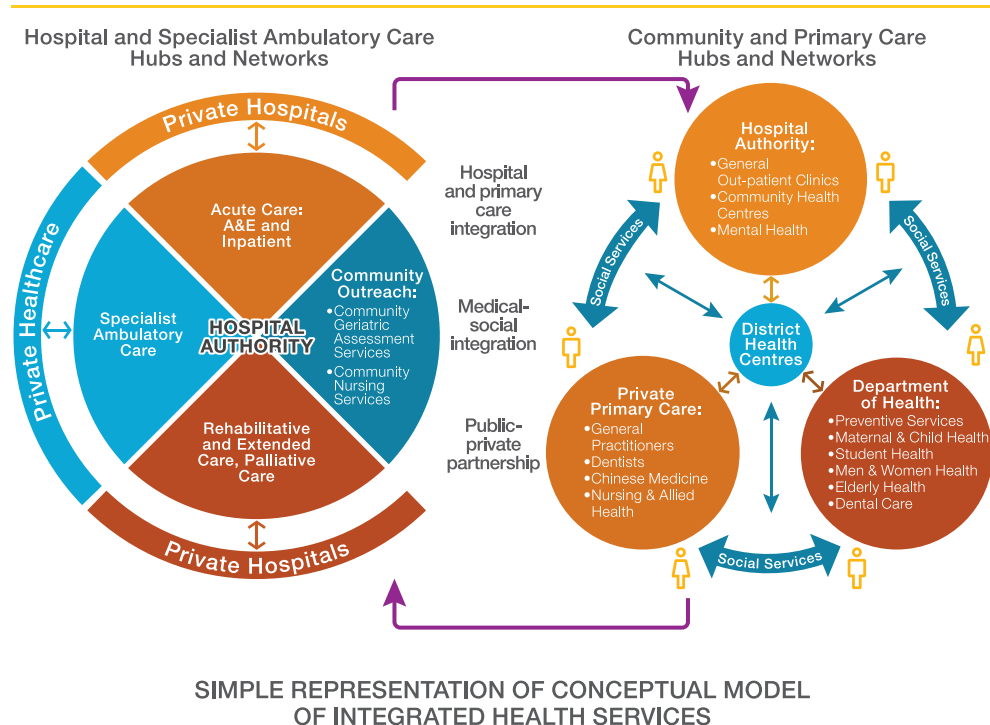 Hospital and Specialist Ambulatory Care
Hubs and Networks
Private Hospitals
Private Healthcare
Acute Care:
A&E and
Inpatient
Specialist
Ambulatory
Care
HOSPITAL
AUTHORITY
Community
Outreach:
•Community
Geriatric
Assessment
Services
•Community
Nursing
Services
Rehabilitative
and Extended
Care, Palliative
Care
Private Hospitals
Hospital
and primary
care
integration
Medical-
social
integration
Public-
private
partnership
Community and Primary Care
Hubs and Networks
Hospital
Authority:
•General
Out-patient Clinics
•Community Health
Centres
•Mental Health
Social Services
Social Services
District
Health
Centres
Private
Primary Care:
•General
Practitioners
•Dentists
•Chinese Medicine
•Nursing & Allied
Health
Department
of Health:
•Preventive Services
•Maternal & Child Health
•Student Health
•Men & Women Health
•Elderly Health
•Dental Care
Social Services
SIMPLE REPRESENTATION OF CONCEPTUAL MODEL
OF INTEGRATED HEALTH SERVICES